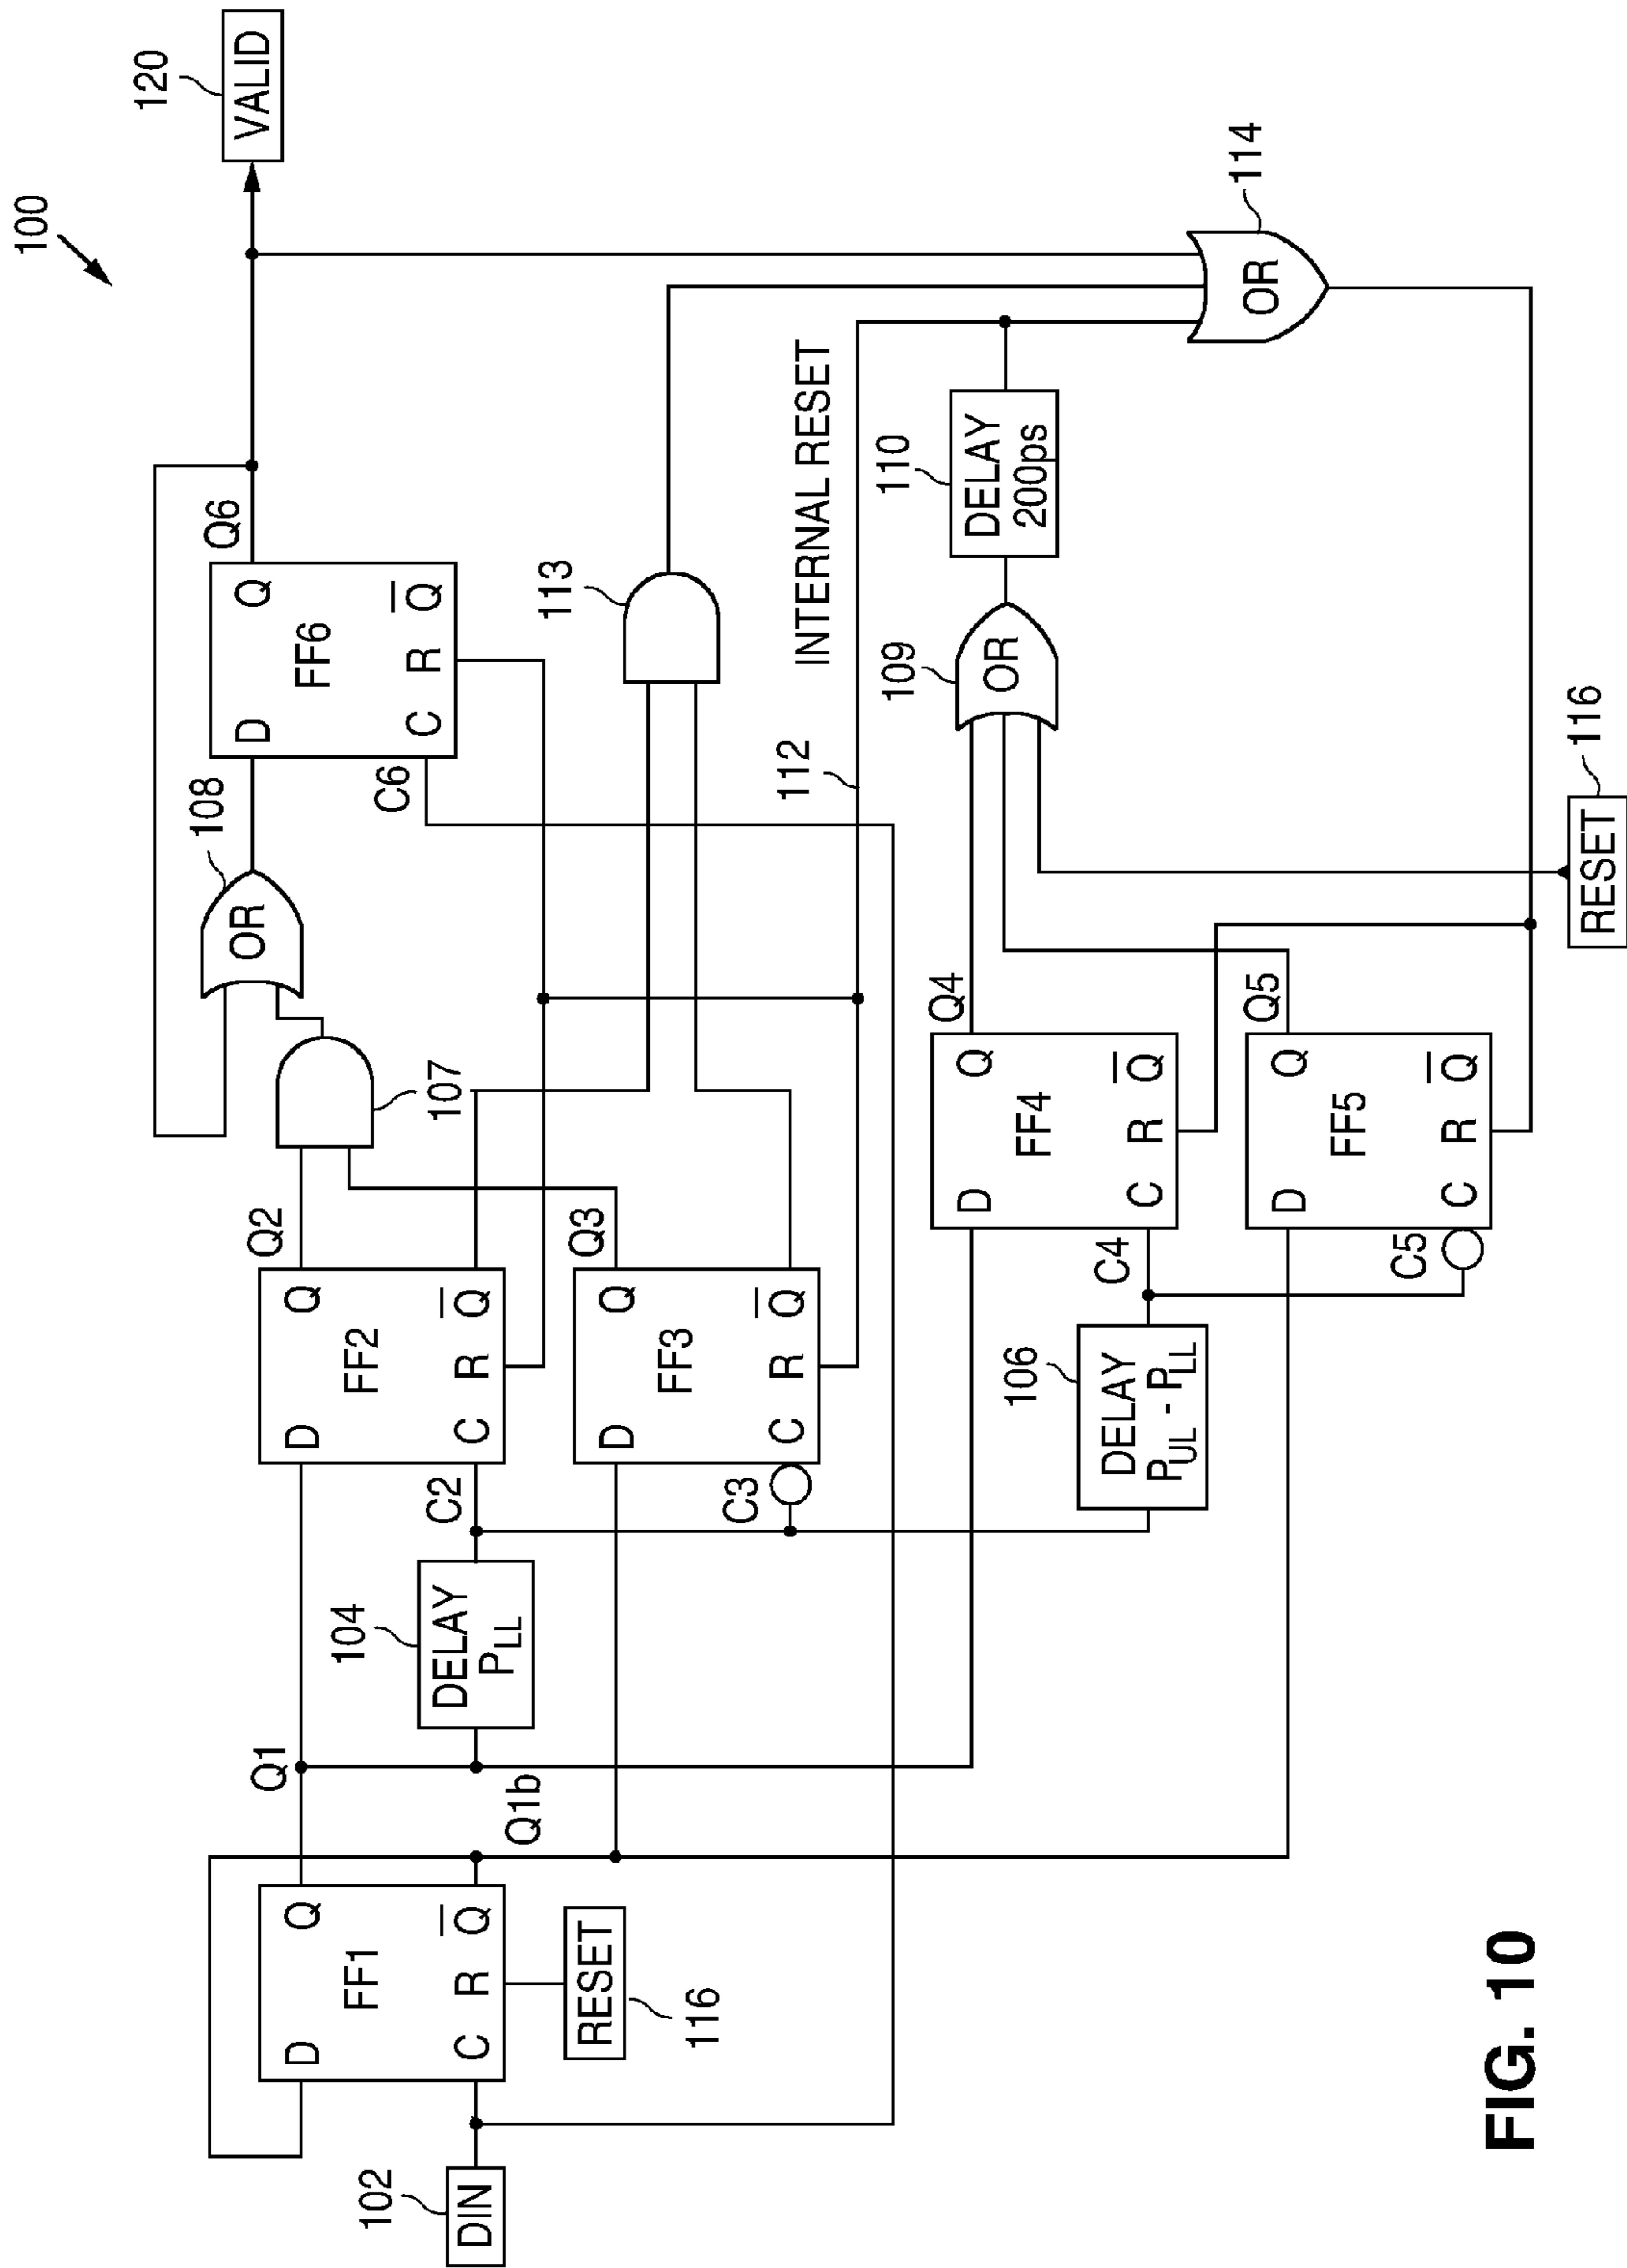 100
120
VALID
Q6
D
Q
FF6
C
R
Q
C6
108
OR
107
113
Q2
D
Q
FF2
C
R
Q
C2
Q3
D
Q
FF3
C
R
Q
C3
Q1
Q1b
104
DELAY
PLL
D
Q
FF1
C
R
Q
RESET
116
102
DIN
INTERNAL RESET
112
110
DELAY
200ps
109
OR
114
OR
Q4
D
Q
FF4
C
R
Q
C4
Q5
D
Q
FF5
C
R
Q
C5
106
DELAY
PUL - PLL
RESET
116
FIG. 10